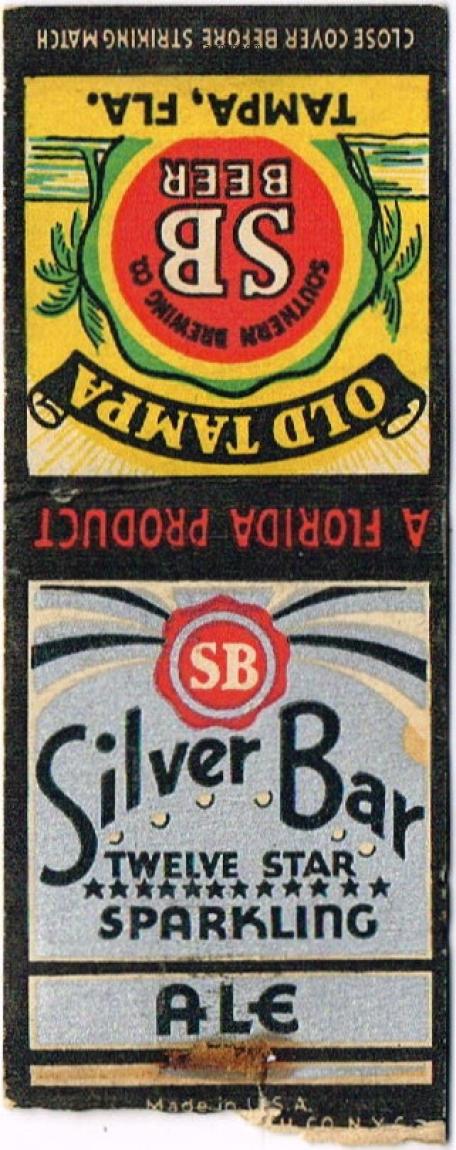 CLOSE COVER BEFORE STRIKING MATCH
TAMPA, FLA.
SB
BEER
SOUTHERN BREWING CO.
OLD TAMPA
A FLORIDA PRODUCT
SB
Silver Bar
TWELVE STAR
SPARKLING
ALE
Made in U.S.A.
CO. N.Y.C.